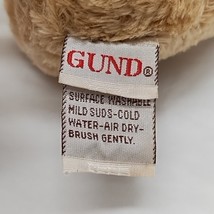 GUND®
SURFACE WASHABLE
MILD SUDS-COLD
WATER-AIR DRY-
BRUSH GENTLY.